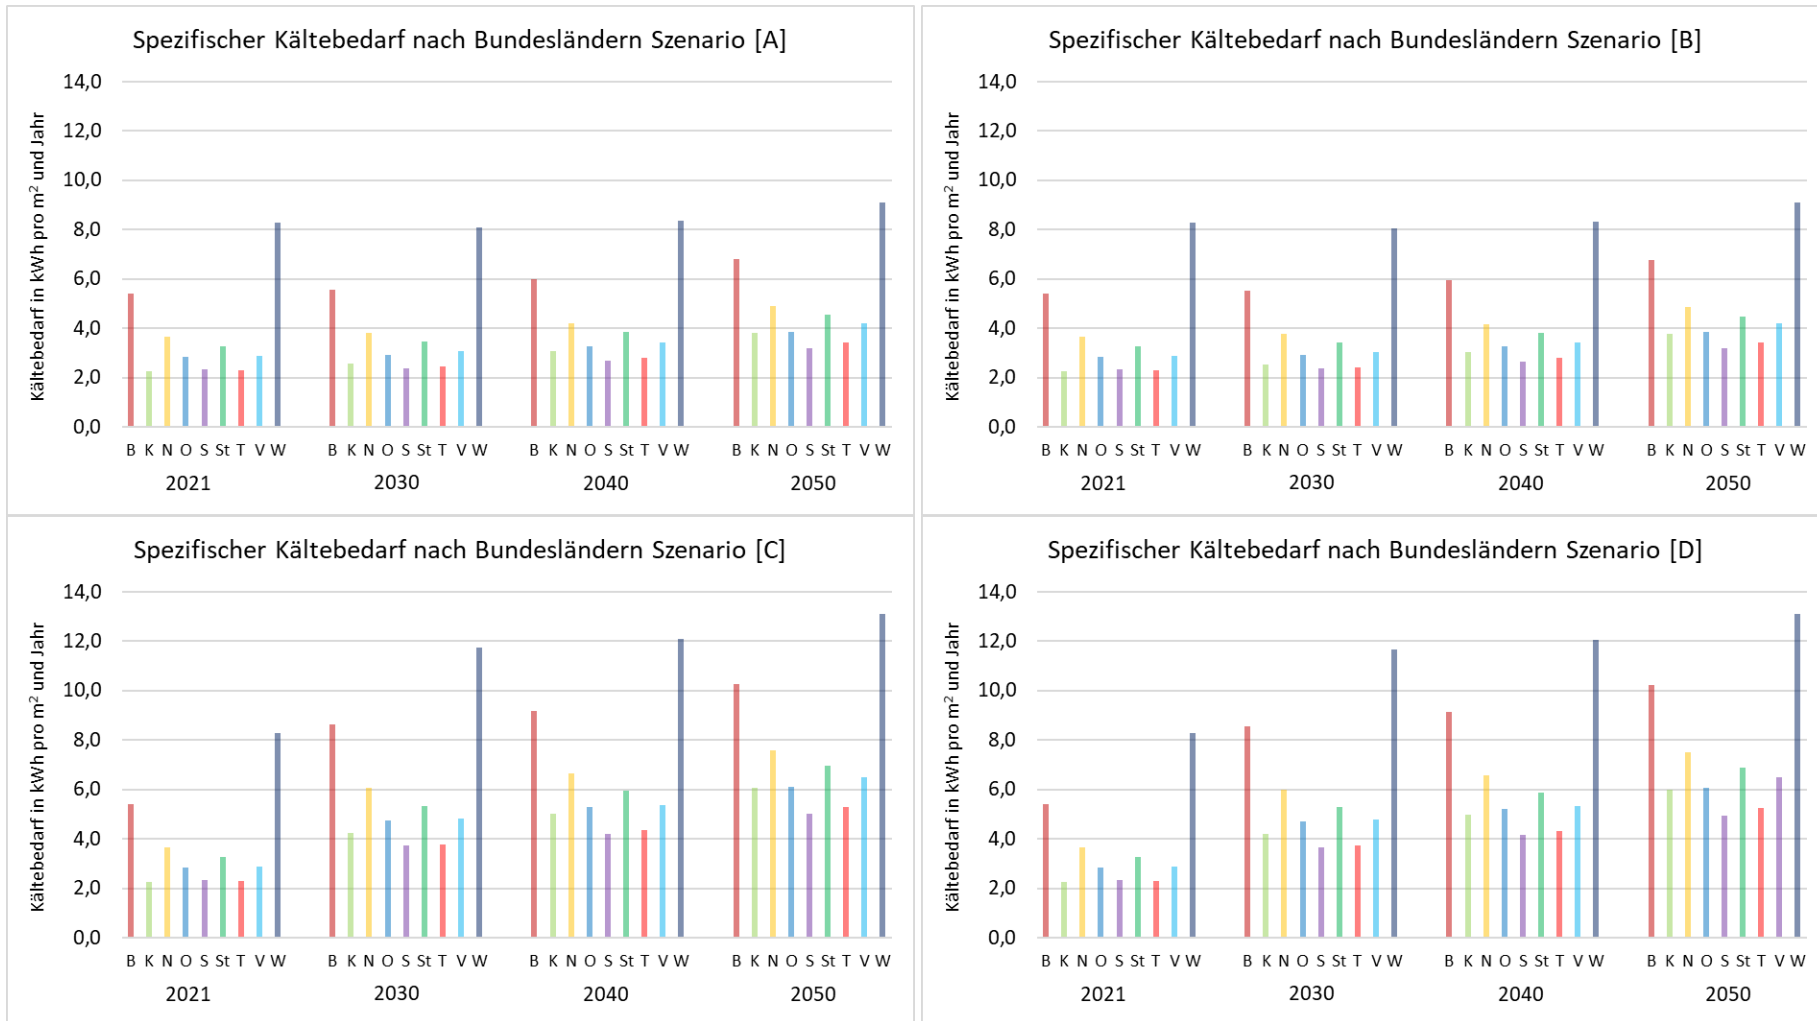 Spezifischer Kältebedarf nach Bundesländern Szenario [A]
Kältebedarf in kWh pro m² und Jahr
14,0
12,0
10,0
8,0
6,0
4,0
2,0
0,0
B K N O S St T V W B K N O S St T V W B K N O S St T V W B K N O S St T V W
2021 2030 2040 2050
Spezifischer Kältebedarf nach Bundesländern Szenario [B]
Kältebedarf in kWh pro m² und Jahr
14,0
12,0
10,0
8,0
6,0
4,0
2,0
0,0
B K N O S St T V W B K N O S St T V W B K N O S St T V W B K N O S St T V W
2021 2030 2040 2050
Spezifischer Kältebedarf nach Bundesländern Szenario [C]
Kältebedarf in kWh pro m² und Jahr
14,0
12,0
10,0
8,0
6,0
4,0
2,0
0,0
B K N O S St T V W B K N O S St T V W B K N O S St T V W B K N O S St T V W
2021 2030 2040 2050
Spezifischer Kältebedarf nach Bundesländern Szenario [D]
Kältebedarf in kWh pro m² und Jahr
14,0
12,0
10,0
8,0
6,0
4,0
2,0
0,0
B K N O S St T V W B K N O S St T V W B K N O S St T V W B K N O S St T V W
2021 2030 2040 2050